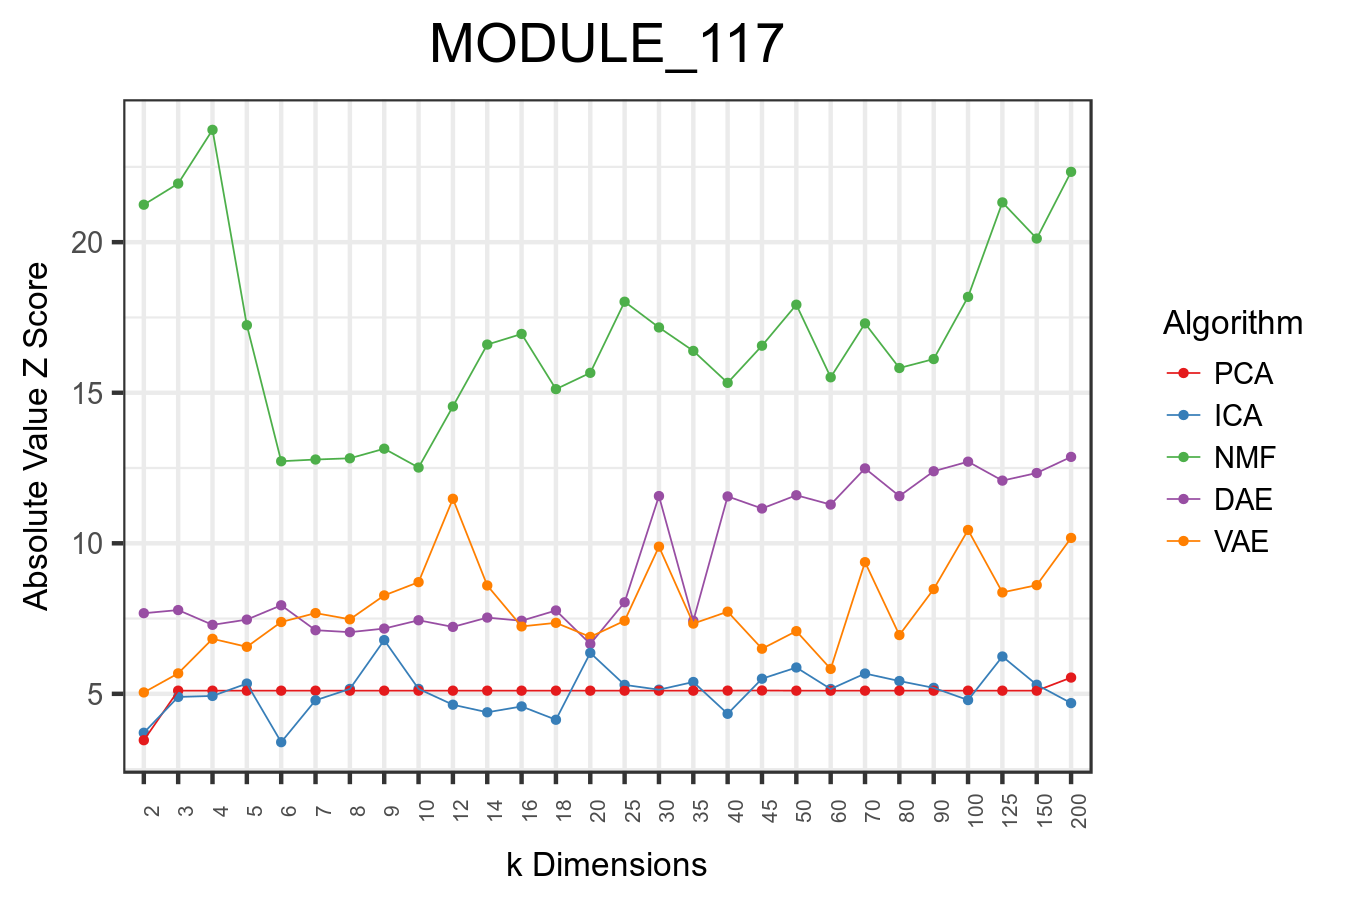 MODULE_117
Absolute Value Z Score
20
15
10
5
2 3 4 5 6 7 8 9 10 12 14 16 18 20 25 30 35 40 45 50 60 70 80 90 100 125 150 200
k Dimensions
Algorithm
PCA
ICA
NMF
DAE
VAE